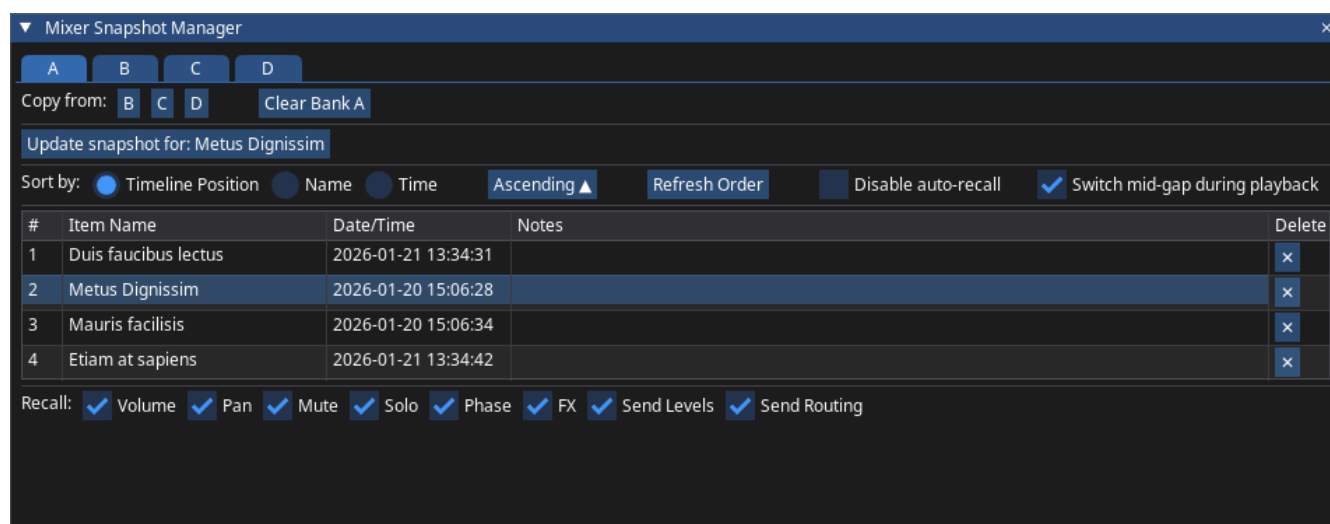 ▼ Mixer Snapshot Manager ×
A B C D
Copy from: B C D Clear Bank A
Update snapshot for: Metus Dignissim
Sort by: Timeline Position Name Time Ascending ▲ Refresh Order Disable auto-recall Switch mid-gap during playback
# Item Name Date/Time Notes Delete
1 Duis faucibus lectus 2026-01-21 13:34:31 ×
2 Metus Dignissim 2026-01-20 15:06:28 ×
3 Mauris facilisis 2026-01-20 15:06:34 ×
4 Etiam at sapiens 2026-01-21 13:34:42 ×
Recall: Volume Pan Mute Solo Phase FX Send Levels Send Routing